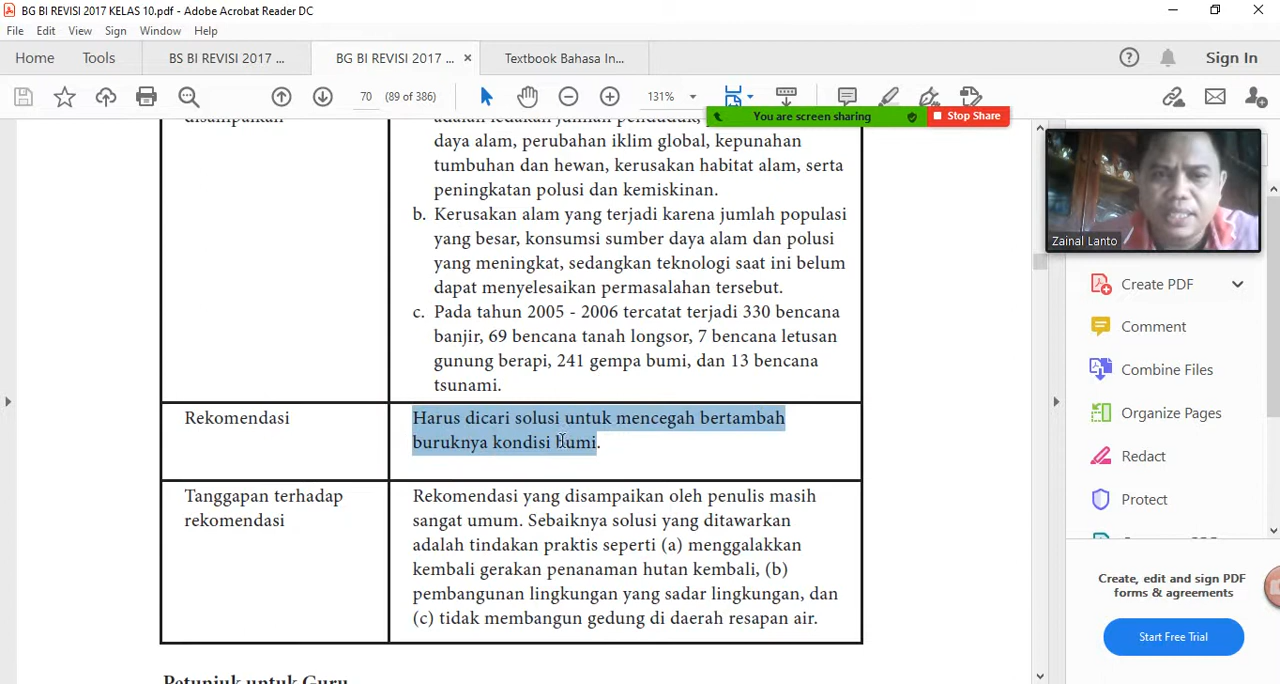 BG BI REVISI 2017 KELAS 10.pdf - Adobe Acrobat Reader DC
File Edit View Sign Window Help
Home Tools BS BI REVISI 2017 ... BG BI REVISI 2017 ... Textbook Bahasa In... Sign In
70 (89 of 386) 131%
You are screen sharing Stop Share
disampaikan
adalah ledakan jumlah penduduk,
daya alam, perubahan iklim global, kepunahan
tumbuhan dan hewan, kerusakan habitat alam, serta
peningkatan polusi dan kemiskinan.
b. Kerusakan alam yang terjadi karena jumlah populasi
yang besar, konsumsi sumber daya alam dan polusi
yang meningkat, sedangkan teknologi saat ini belum
dapat menyelesaikan permasalahan tersebut.
c. Pada tahun 2005 - 2006 tercatat terjadi 330 bencana
banjir, 69 bencana tanah longsor, 7 bencana letusan
gunung berapi, 241 gempa bumi, dan 13 bencana
tsunami.
Rekomendasi
Harus dicari solusi untuk mencegah bertambah
buruknya kondisi bumi.
Tanggapan terhadap
rekomendasi
Rekomendasi yang disampaikan oleh penulis masih
sangat umum. Sebaiknya solusi yang ditawarkan
adalah tindakan praktis seperti (a) menggalakkan
kembali gerakan penanaman hutan kembali, (b)
pembangunan lingkungan yang sadar lingkungan, dan
(c) tidak membangun gedung di daerah resapan air.
Petunjuk untuk Guru
Zainal Lanto
Create PDF
Comment
Combine Files
Organize Pages
Redact
Protect
Create, edit and sign PDF
forms & agreements
Start Free Trial